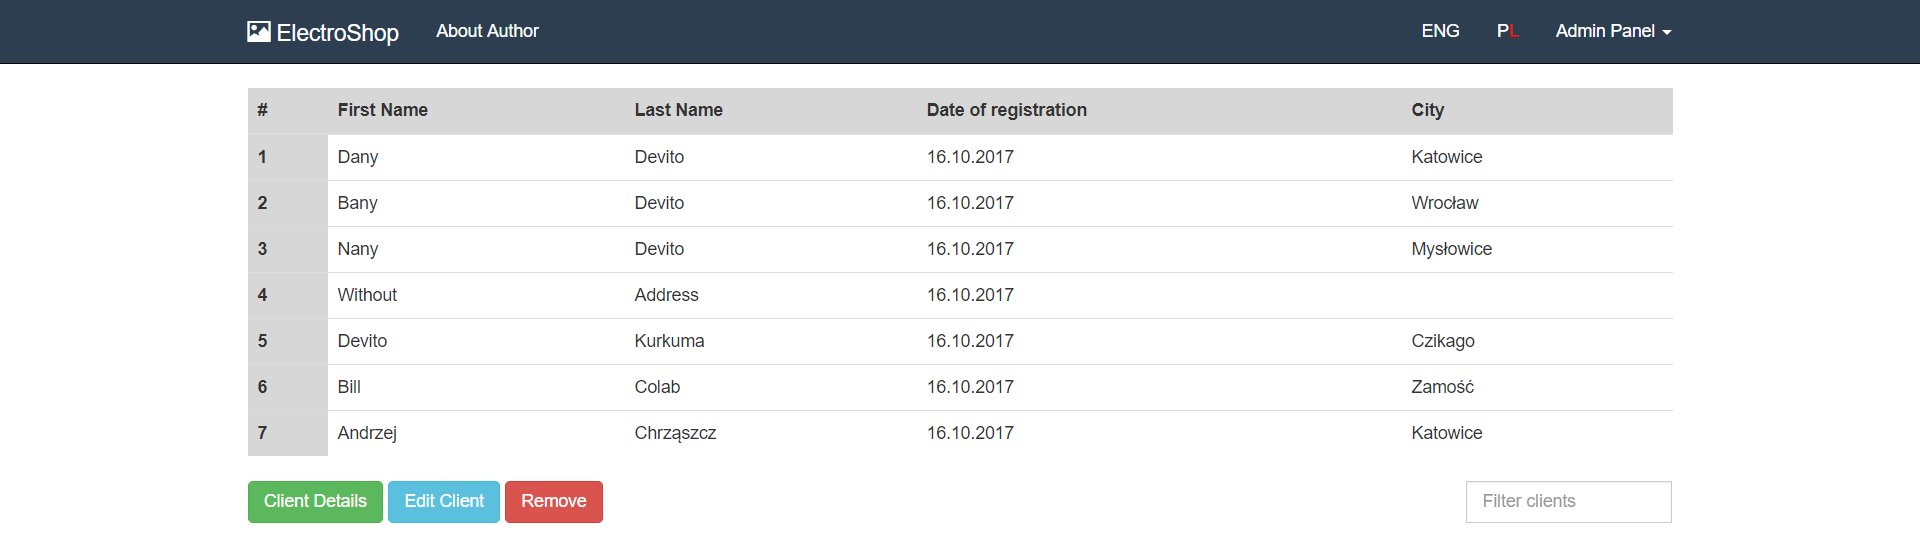 ElectroShop About Author ENG PL Admin Panel
# First Name Last Name Date of registration City
1 Dany Devito 16.10.2017 Katowice
2 Bany Devito 16.10.2017 Wrocław
3 Nany Devito 16.10.2017 Mysłowice
4 Without Address 16.10.2017
5 Devito Kurkuma 16.10.2017 Czikago
6 Bill Colab 16.10.2017 Zamość
7 Andrzej Chrząszcz 16.10.2017 Katowice
Client Details Edit Client Remove Filter clients